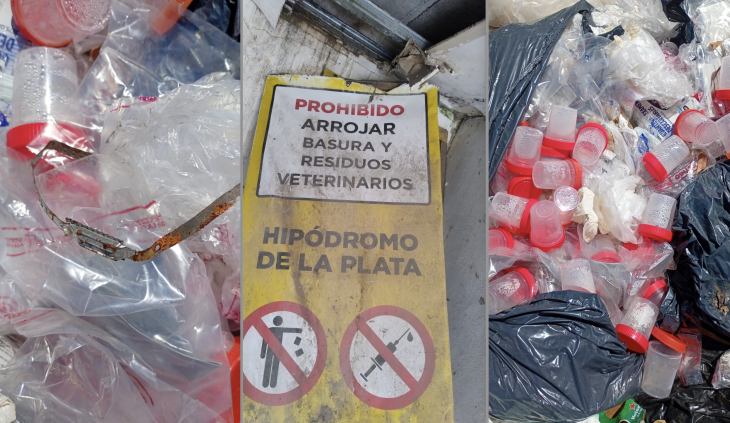 PROHIBIDO
ARROJAR
BASURA Y
RESIDUOS
VETERINARIOS
HIPÓDROMO
DE LA PLATA